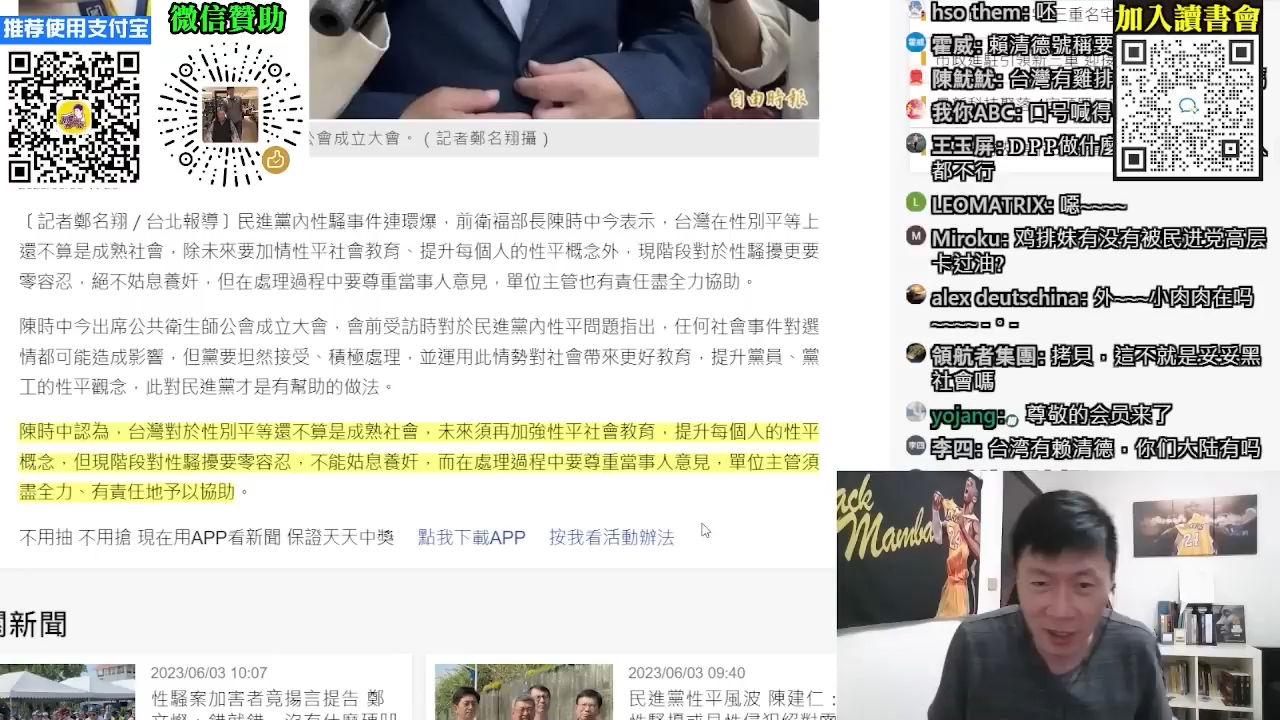 推荐使用支付宝
微信贊助
自由時報
公會成立大會。（記者鄭名翔攝）
〔記者鄭名翔／台北報導〕民進黨內性騷事件連環爆，前衛福部長陳時中今表示，台灣在性別平等上
還不算是成熟社會，除未來要加情性平社會教育、提升每個人的性平概念外，現階段對於性騷擾更要
零容忍，絕不姑息養奸，但在處理過程中要尊重當事人意見，單位主管也有責任盡全力協助。
陳時中今出席公共衛生師公會成立大會，會前受訪時對於民進黨內性平問題指出，任何社會事件對選
情都可能造成影響，但黨要坦然接受、積極處理，並運用此情勢對社會帶來更好教育，提升黨員、黨
工的性平觀念，此對民進黨才是有幫助的做法。
陳時中認為，台灣對於性別平等還不算是成熟社會，未來須再加強性平社會教育，提升每個人的性平
概念，但現階段對性騷擾要零容忍，不能姑息養奸，而在處理過程中要尊重當事人意見，單位主管須
盡全力、有責任地予以協助。
不用抽 不用搶 現在用APP看新聞 保證天天中獎 點我下載APP 按我看活動辦法
新聞
2023/06/03 10:07
性騷案加害者竟揚言提告 鄭
2023/06/03 09:40
民進黨性平風波 陳建仁：
加入讀書會
hso them: 呸
霍威: 賴清德號稱要
陳魷魷: 台灣有雞排
我你ABC: 口号喊得
王玉屏: DPP做什麼
都不行
LEOMATRIX: 噁~~~~
Miroku: 鸡排妹有没有被民进党高层
卡过油?
alex deutschina: 外~~~小肉肉在吗
~~~~ - ° -
領航者集團: 拷貝，這不就是妥妥黑
社會嗎
yojang: 尊敬的会员来了
李四: 台湾有赖清德，你们大陆有吗
ack
Mamba
24